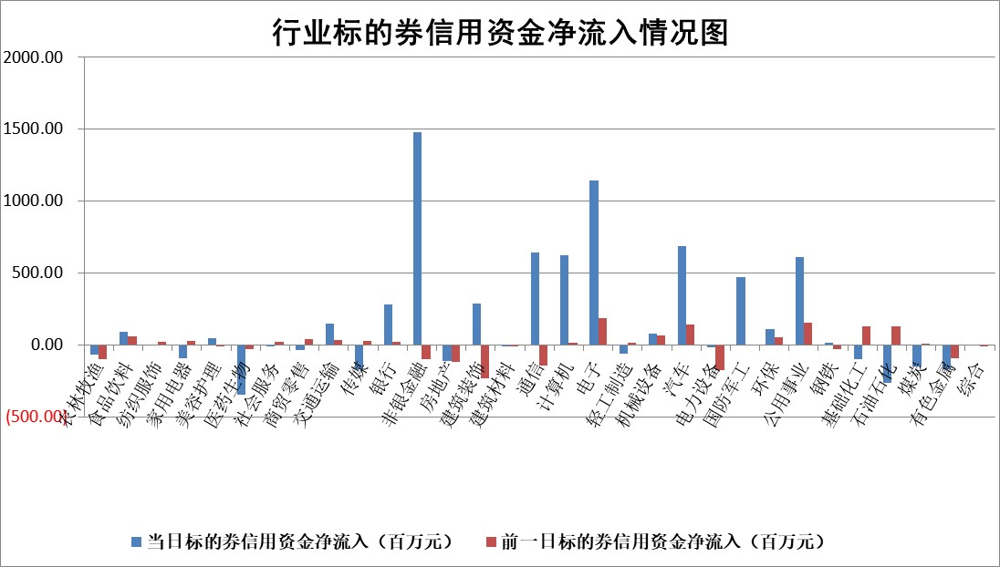 行业标的券信用资金净流入情况图
2000.00
1500.00
1000.00
500.00
0.00
(500.00)
农林牧渔
食品饮料
纺织服饰
家用电器
美容护理
医药生物
社会服务
商贸零售
交通运输
传媒
银行
非银金融
房地产
建筑装饰
建筑材料
通信
计算机
电子
轻工制造
机械设备
汽车
电力设备
国防军工
环保
公用事业
钢铁
基础化工
石油石化
煤炭
有色金属
综合
当日标的券信用资金净流入（百万元）
前一日标的券信用资金净流入（百万元）